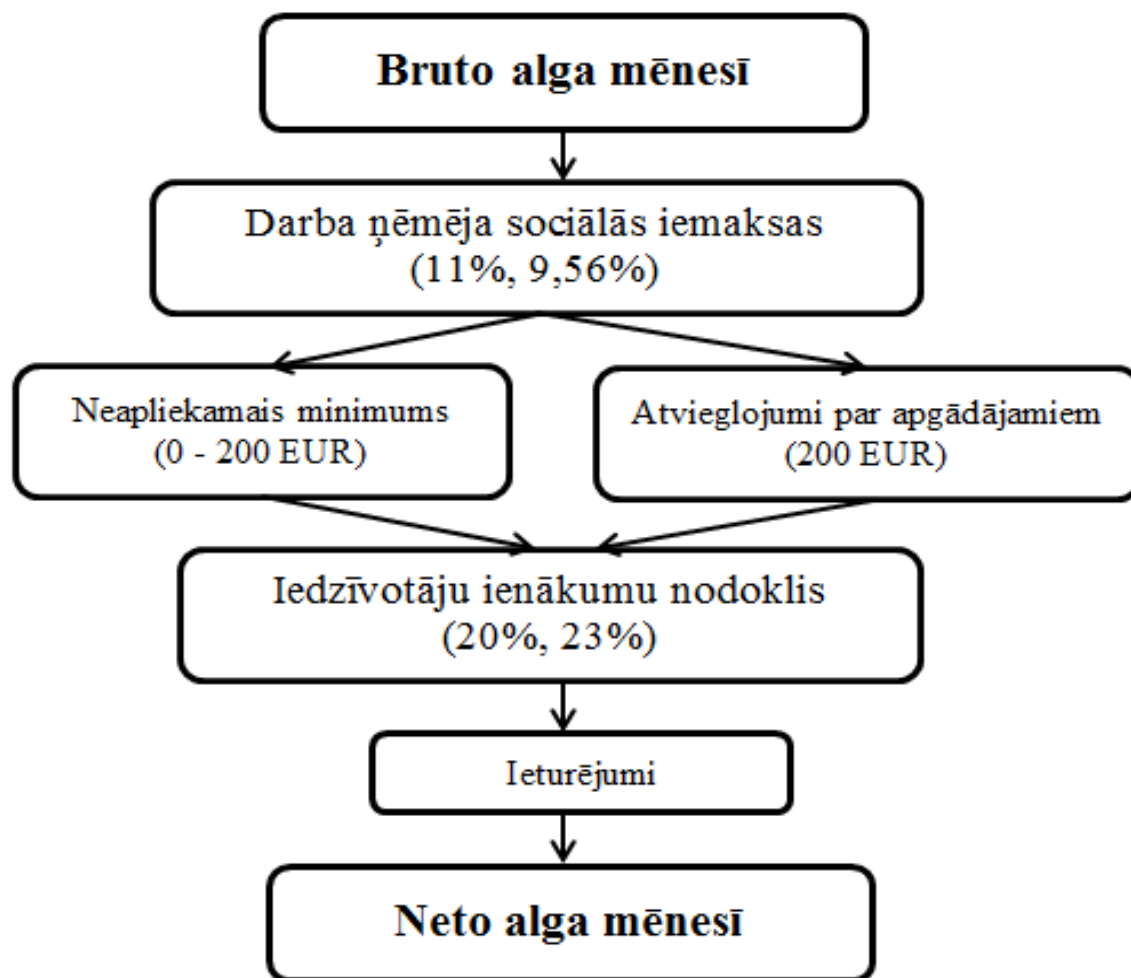 Bruto alga mēnesī
Darba ņēmēja sociālās iemaksas
(11%, 9,56%)
Neapliekamais minimums
(0 - 200 EUR)
Atvieglojumi par apgādājamiem
(200 EUR)
Iedzīvotāju ienākumu nodoklis
(20%, 23%)
Ieturējumi
Neto alga mēnesī